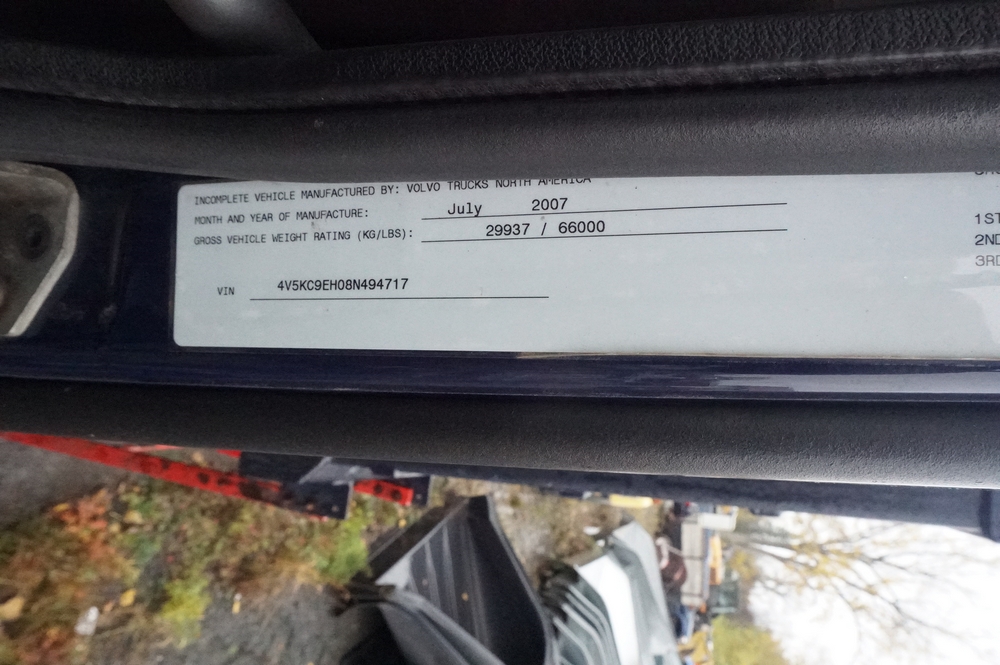 INCOMPLETE VEHICLE MANUFACTURED BY: VOLVO TRUCKS NORTH AMERICA
MONTH AND YEAR OF MANUFACTURE: July 2007
GROSS VEHICLE WEIGHT RATING (KG/LBS): 29937 / 66000
VIN 4V5KC9EH08N494717
1ST
2ND
3RD